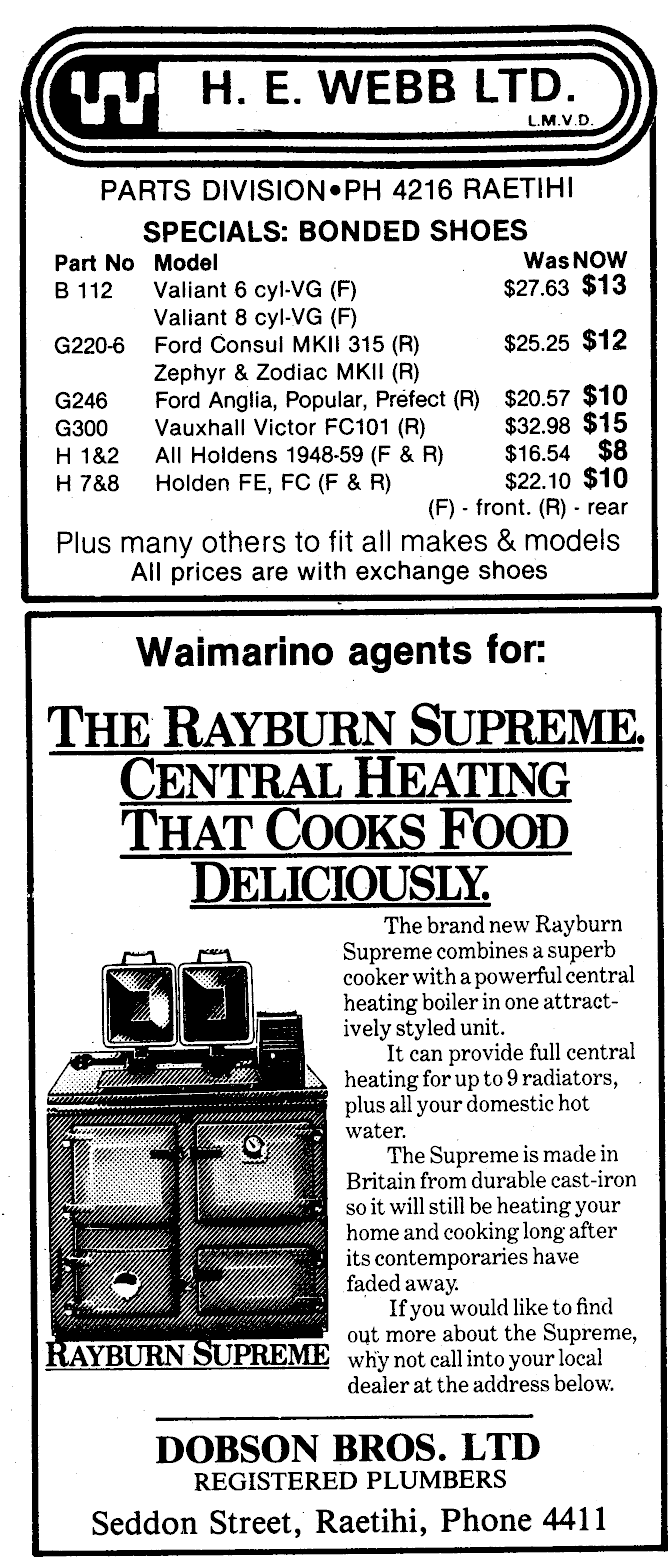 H. E. WEBB LTD.
L.M.V.D.
PARTS DIVISION•PH 4216 RAETIHI
SPECIALS: BONDED SHOES
Part No Model Was NOW
B 112 Valiant 6 cyl-VG (F) $27.63 $13
Valiant 8 cyl-VG (F)
G220-6 Ford Consul MKII 315 (R) $25.25 $12
Zephyr & Zodiac MKII (R)
G246 Ford Anglia, Popular, Prefect (R) $20.57 $10
G300 Vauxhall Victor FC101 (R) $32.98 $15
H 1&2 All Holdens 1948-59 (F & R) $16.54 $8
H 7&8 Holden FE, FC (F & R) $22.10 $10
(F) - front. (R) - rear
Plus many others to fit all makes & models
All prices are with exchange shoes
Waimarino agents for:
THE RAYBURN SUPREME.
CENTRAL HEATING
THAT COOKS FOOD
DELICIOUSLY.
The brand new Rayburn
Supreme combines a superb
cooker with a powerful central
heating boiler in one attract-
ively styled unit.
It can provide full central
heating for up to 9 radiators,
plus all your domestic hot
water.
The Supreme is made in
Britain from durable cast-iron
so it will still be heating your
home and cooking long after
its contemporaries have
faded away.
If you would like to find
out more about the Supreme,
why not call into your local
dealer at the address below.
RAYBURN SUPREME
DOBSON BROS. LTD
REGISTERED PLUMBERS
Seddon Street, Raetihi, Phone 4411